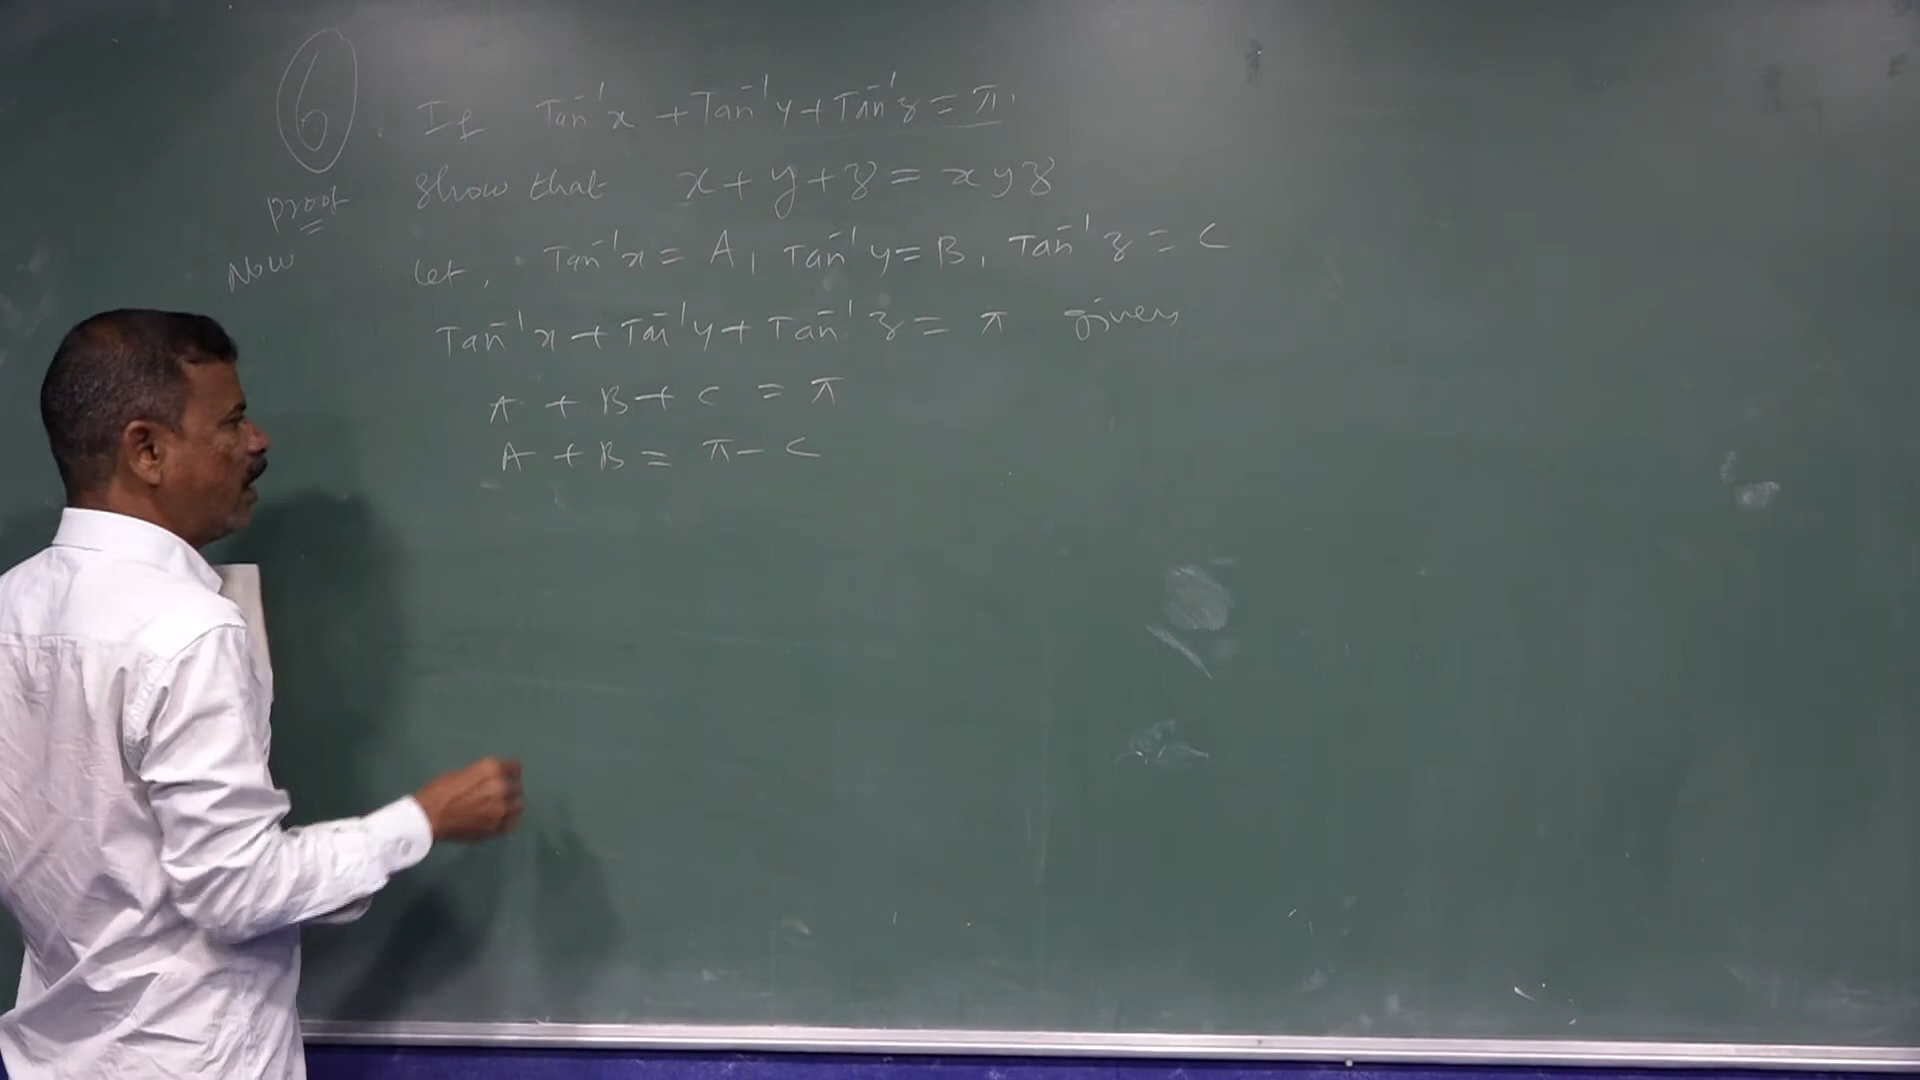 6. If Tan⁻¹x + Tan⁻¹y + Tan⁻¹z = π.
show that x + y + z = xyz
Proof
Now let, Tan⁻¹x = A, Tan⁻¹y = B, Tan⁻¹z = C
Tan⁻¹x + Tan⁻¹y + Tan⁻¹z = π given
A + B + C = π
A + B = π - C